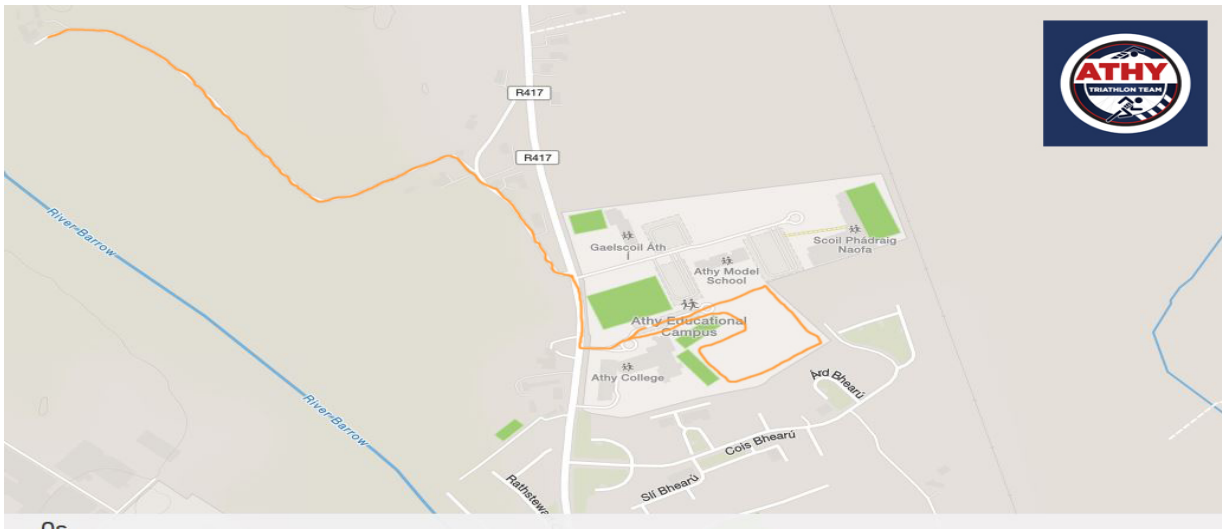 R417
ATHY
TRIATHLON TEAM
R417
River-Barrow
Gaelscoil Áth
I
Scoil Phádraig
Naofa
Athy Model
School
Athy Educational
Campus
Athy College
Àrd Bhearú
River-Barrow
Cois Bhearú
Slí Bhearú